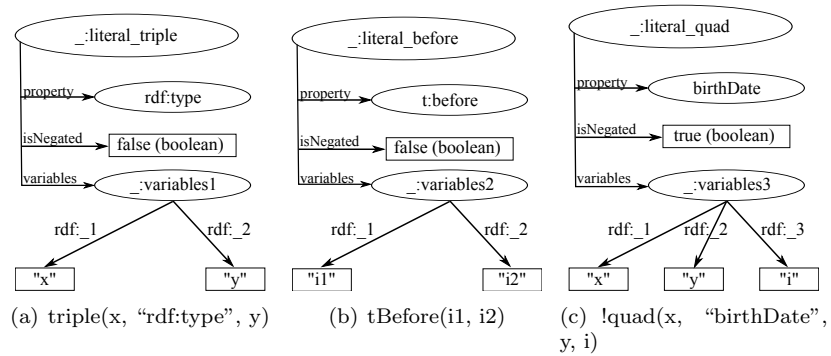 _:literal_triple
property
rdf:type
isNegated
false (boolean)
variables
_:variables1
rdf:_1
rdf:_2
"x"
"y"
(a) triple(x, “rdf:type”, y)
_:literal_before
property
t:before
isNegated
false (boolean)
variables
_:variables2
rdf:_1
rdf:_2
"i1"
"i2"
(b) tBefore(i1, i2)
_:literal_quad
property
birthDate
isNegated
true (boolean)
variables
_:variables3
rdf:_1
rdf:_2
rdf:_3
"x"
"y"
"i"
(c) !quad(x, “birthDate”,
y, i)